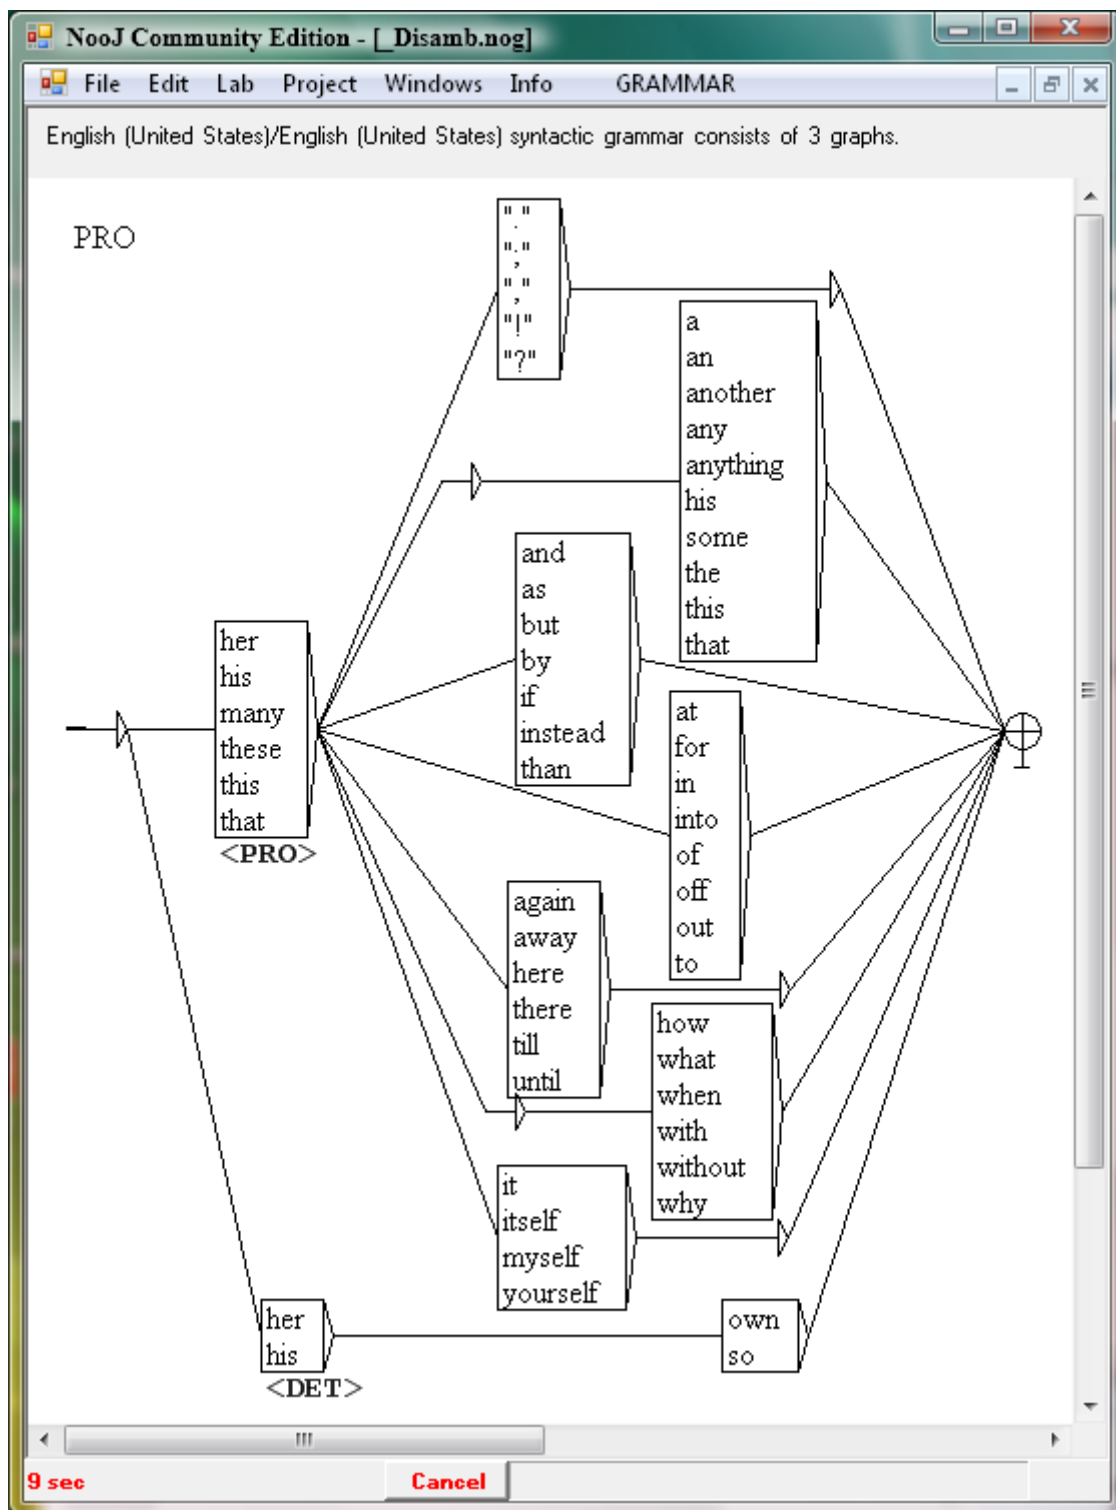 NooJ Community Edition - [_Disamb.nog]
File Edit Lab Project Windows Info GRAMMAR
English (United States)/English (United States) syntactic grammar consists of 3 graphs.
PRO
"."
";"
","
"!"
"?"
a
an
another
any
anything
his
some
the
this
that
and
as
but
by
if
instead
than
her
his
many
these
this
that
<PRO>
at
for
in
into
of
off
out
to
again
away
here
there
till
until
how
what
when
with
without
why
it
itself
myself
yourself
her
his
<DET>
own
so
9 sec
Cancel